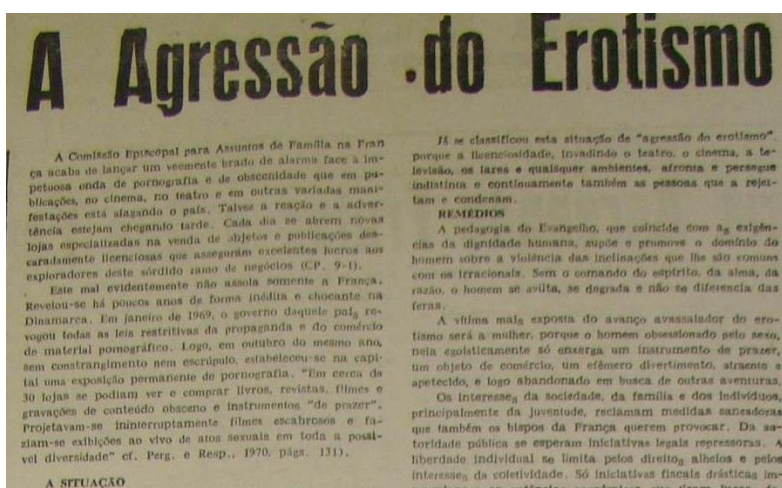 A Agressão do Erotismo
A Comissão Episcopal para Assuntos de Família na Fran
ça acaba de lançar um veemente brado de alarma face à im-
petuosa onda de pornografia e de obscenidade que em pu-
blicações, no cinema, no teatro e em outras variadas mani-
festações está alagando o país. Talvez a reação e a adver-
tência estejam chegando tarde. Cada dia se abrem novas
lojas especializadas na venda de objetos e publicações des-
caradamente licenciosas que asseguram excelentes lucros aos
exploradores deste sórdido ramo de negócios (CP. 9-1).
Este mal evidentemente não assola somente a França.
Revelou-se há poucos anos de forma inédita e chocante na
Dinamarca. Em janeiro de 1969, o governo daquele país re-
vogou todas as leis restritivas da propaganda e do comércio
de material pornográfico. Logo, em outubro do mesmo ano,
sem constrangimento nem escrúpulo, estabeleceu-se na capi-
tal uma exposição permanente de pornografia. "Em cerca de
30 lojas se podiam ver e comprar livros, revistas, filmes e
gravações de conteúdo obsceno e instrumentos "de prazer".
Projetavam-se ininterruptamente filmes escabrosos e fa-
ziam-se exibições ao vivo de atos sexuais em toda a possí-
vel diversidade" cf. Perg. e Resp., 1970, págs. 131).
A SITUAÇÃO
Já se classificou esta situação de "agressão do erotismo"
porque a licenciosidade, invadindo o teatro, o cinema, a te-
levisão, os lares e quaisquer ambientes, afronta e persegue
indistinta e continuamente também as pessoas que a rejei-
tam e condenam.
REMÉDIOS
A pedagogia do Evangelho, que coincide com as exigên-
cias da dignidade humana, supõe e promove o domínio do
homem sobre a violência das inclinações que lhe são comuns
com os irracionais. Sem o comando do espírito, da alma, da
razão, o homem se avilta, se degrada e não se diferencia das
feras.
A vítima mais exposta do avanço avassalador do ero-
tismo será a mulher, porque o homem obsessionado pelo sexo,
nela egoisticamente só enxerga um instrumento de prazer,
um objeto de comércio, um efêmero divertimento, atraente e
apetecido, e logo abandonado em busca de outras aventuras.
Os interesses da sociedade, da família e dos indivíduos,
principalmente da juventude, reclamam medidas saneadoras
que também os bispos da França querem provocar. Da au-
toridade pública se esperam iniciativas legais repressoras. A
liberdade individual se limita pelos direitos alheios e pelos
interesses da coletividade. Só iniciativas fiscais drásticas im-